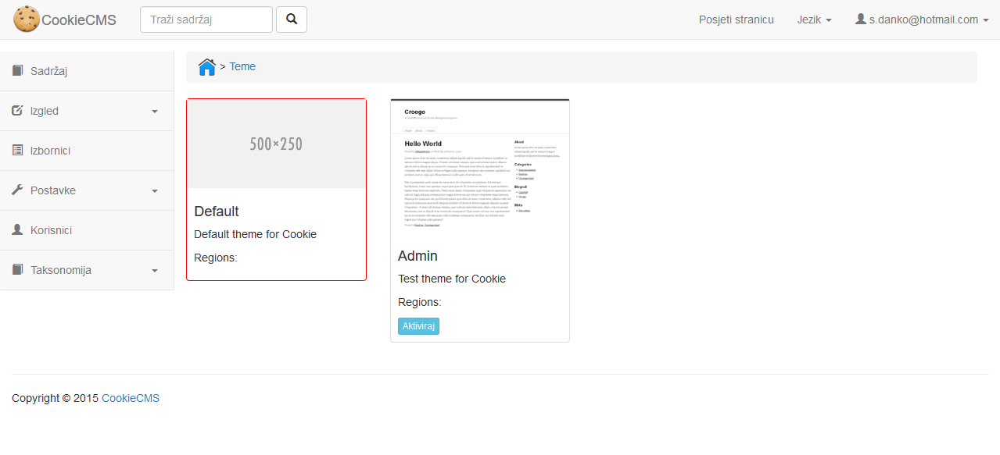 CookieCMS
Traži sadržaj
Posjeti stranicu
Jezik
s.danko@hotmail.com
Sadržaj
Izgled
Izbornici
Postavke
Korisnici
Taksonomija
> Teme
500×250
Default
Default theme for Cookie
Regions:
Croogo
Hello World
About
Categories
Blogroll
Meta
Admin
Test theme for Cookie
Regions:
Aktiviraj
Copyright © 2015 CookieCMS